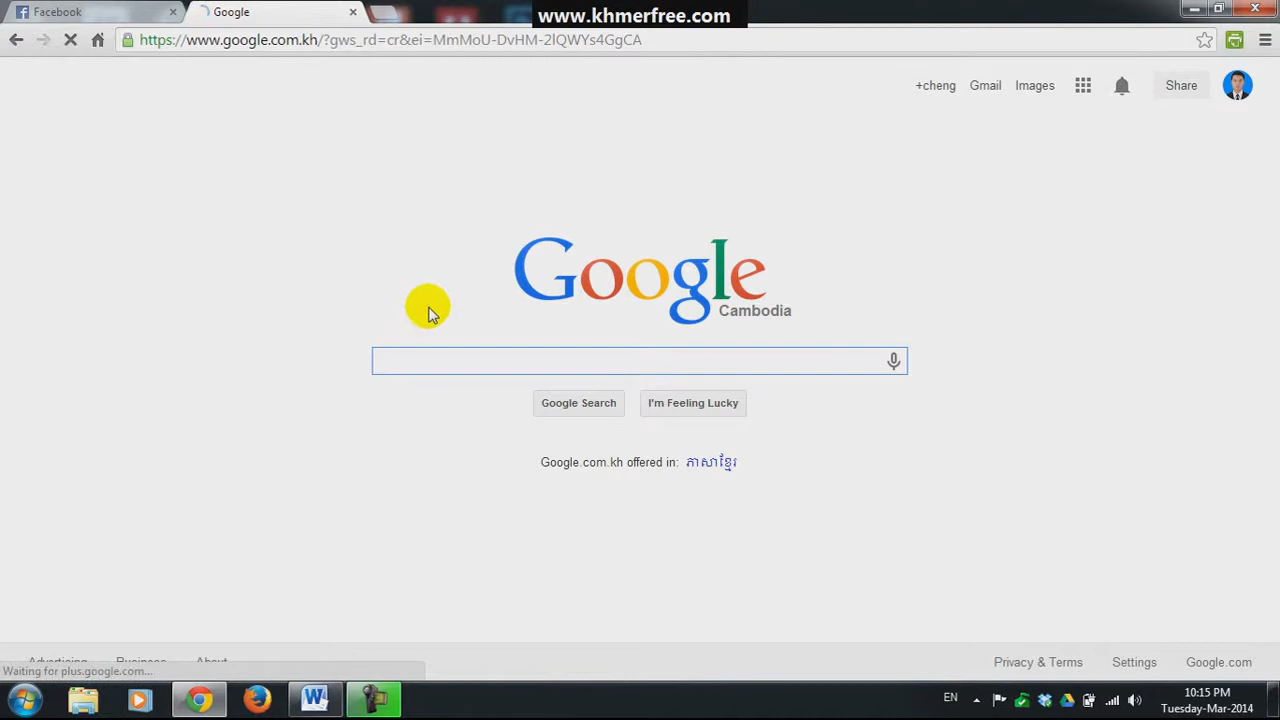 www.khmerfree.com
Facebook
Google
https://www.google.com.kh/?gws_rd=cr&ei=MmMoU-DvHM-2lQWYs4GgCA
+cheng Gmail Images Share
Google
Cambodia
Google Search I'm Feeling Lucky
Google.com.kh offered in: ភាសាខ្មែរ
Advertising Business About
Privacy & Terms Settings Google.com
Waiting for plus.google.com...
EN
10:15 PM
Tuesday-Mar-2014